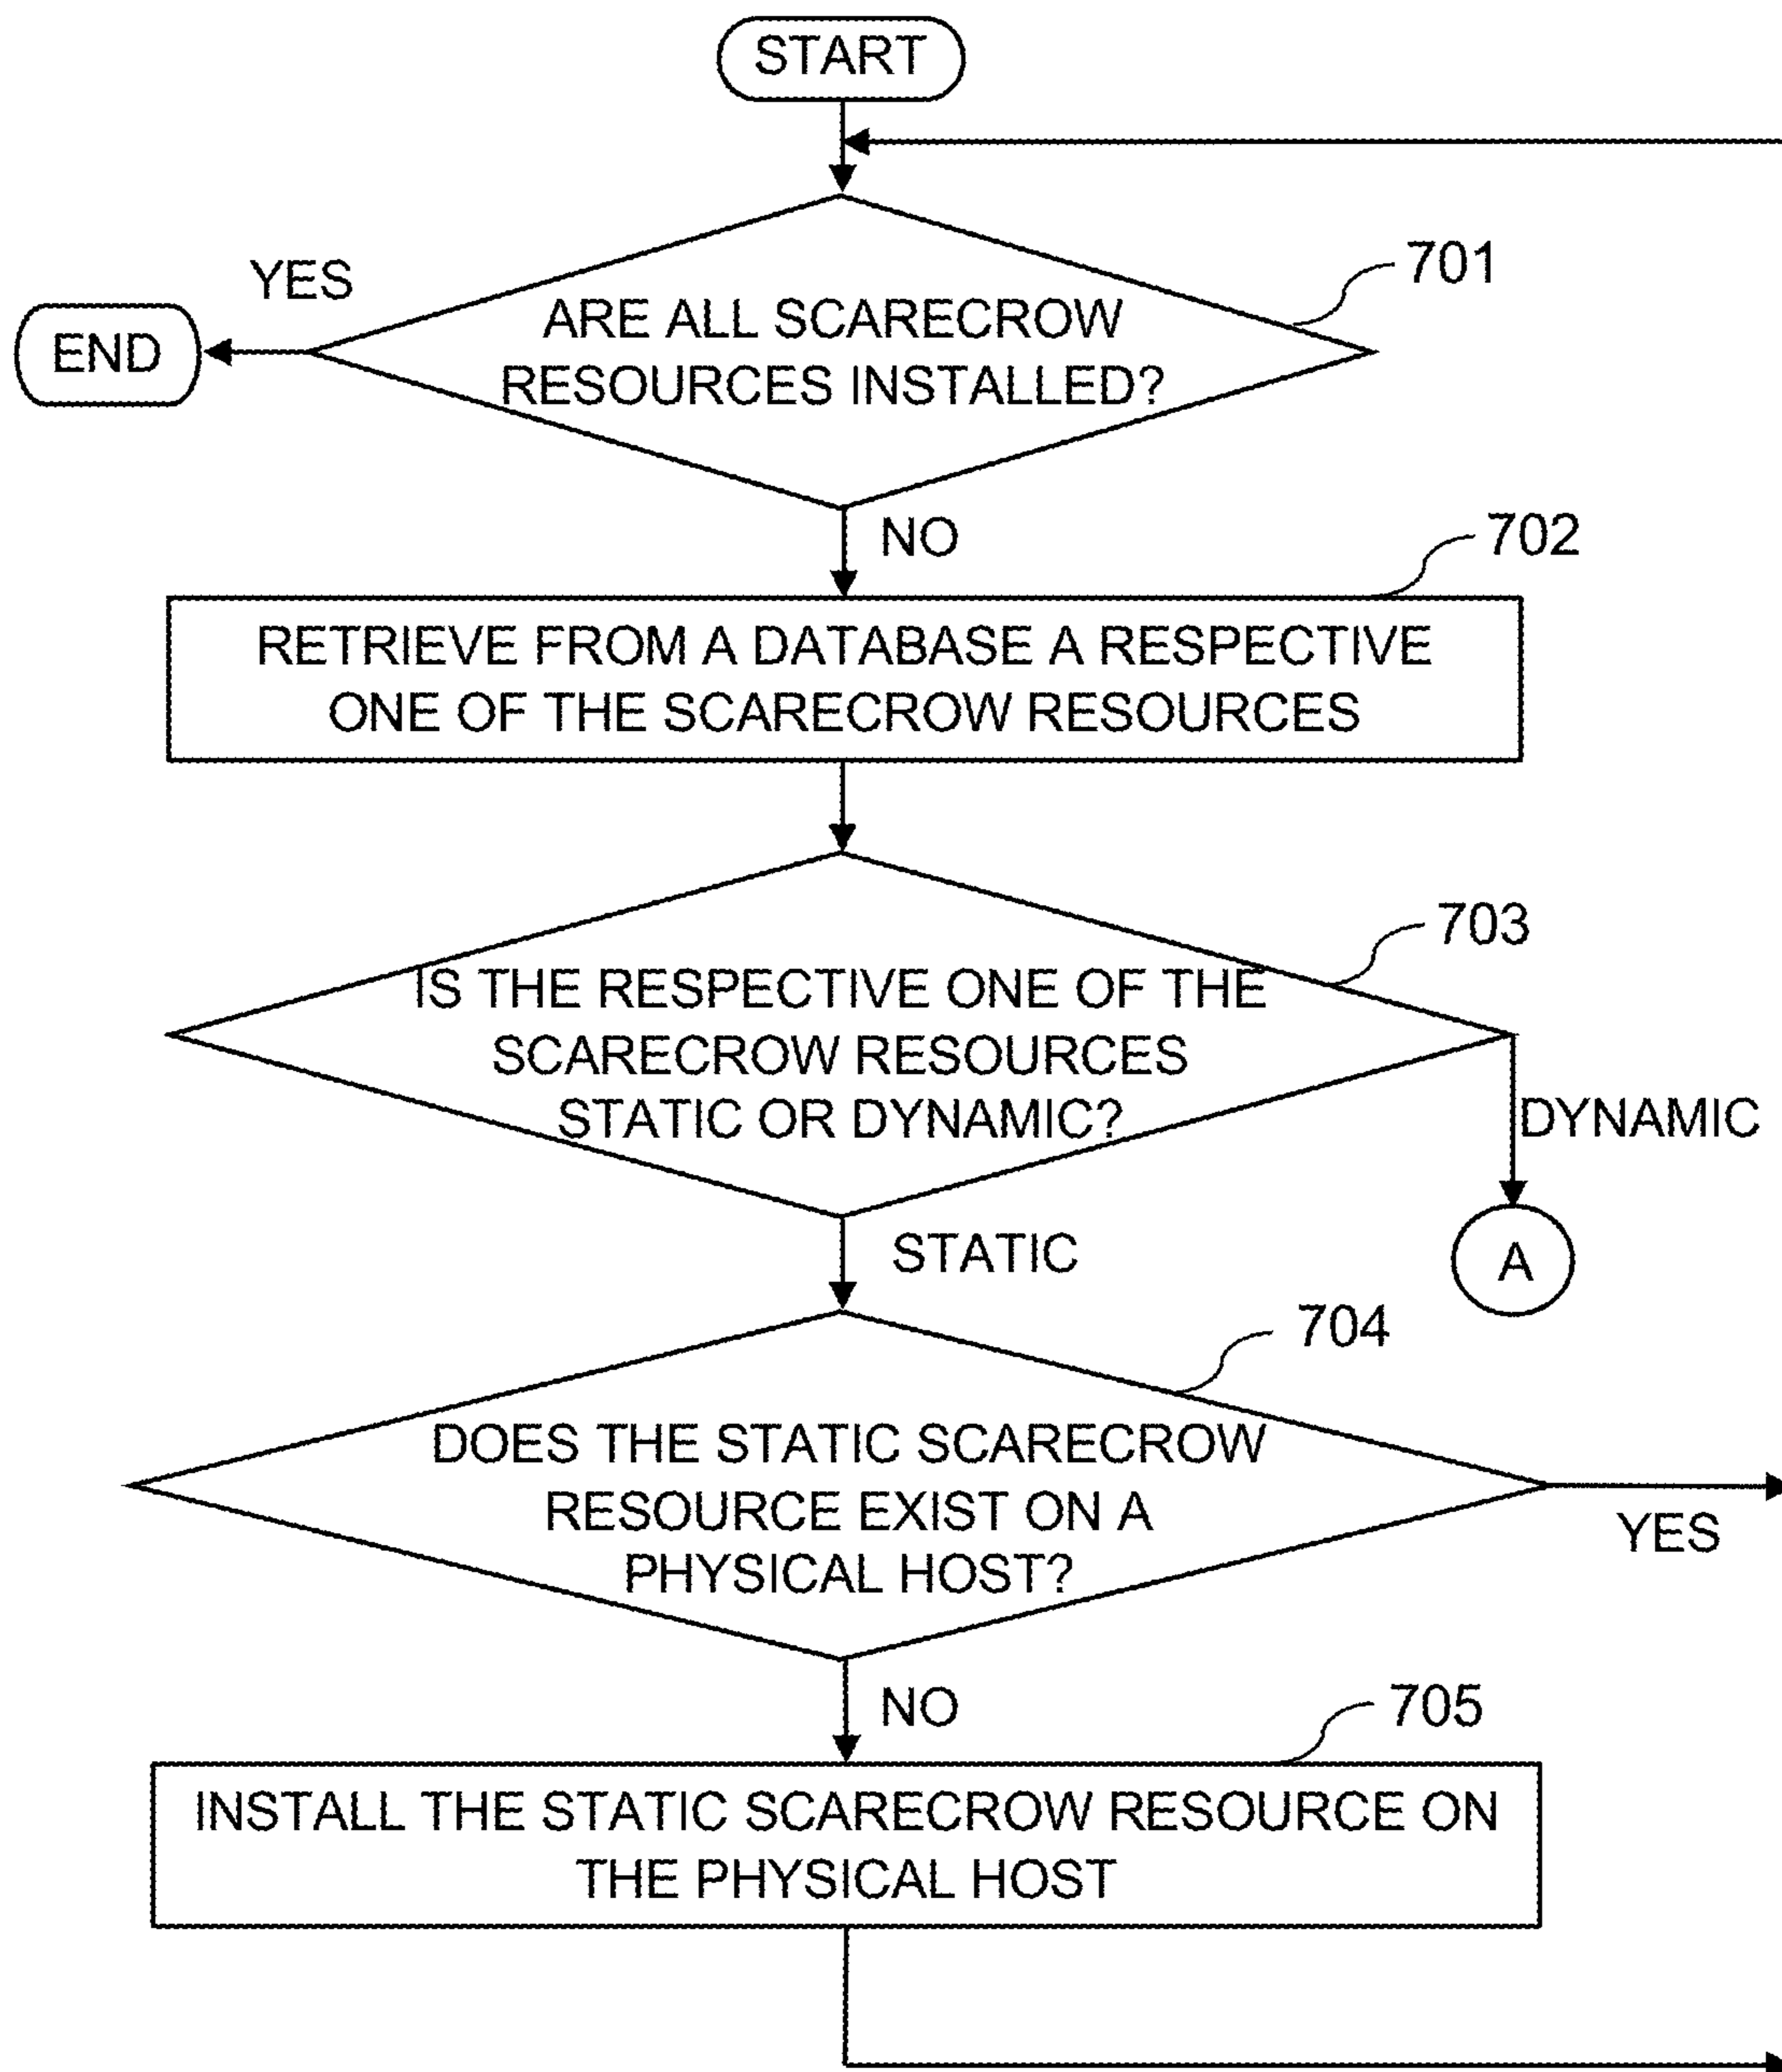 START
701
YES
ARE ALL SCARECROW
RESOURCES INSTALLED?
END
NO
702
RETRIEVE FROM A DATABASE A RESPECTIVE
ONE OF THE SCARECROW RESOURCES
703
IS THE RESPECTIVE ONE OF THE
SCARECROW RESOURCES
STATIC OR DYNAMIC?
DYNAMIC
STATIC
A
704
DOES THE STATIC SCARECROW
RESOURCE EXIST ON A
PHYSICAL HOST?
YES
NO
705
INSTALL THE STATIC SCARECROW RESOURCE ON
THE PHYSICAL HOST